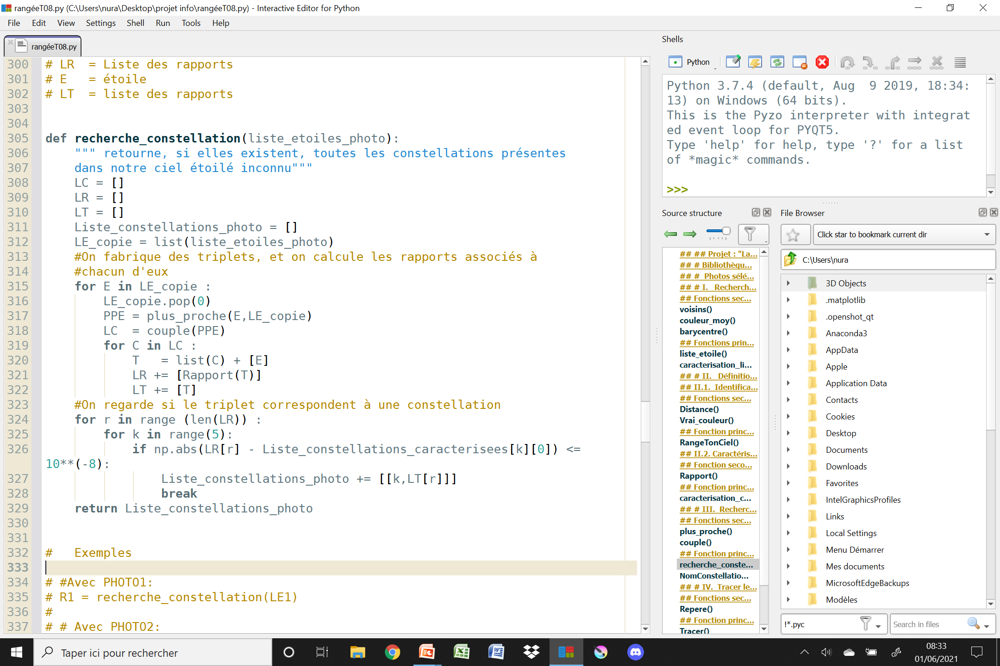 rangéeT08.py (C:\Users\nura\Desktop\projet info\rangéeT08.py) - Interactive Editor for Python
File Edit View Settings Shell Run Tools Help
rangéeT08.py
300 # LR  = Liste des rapports
301 # E   = étoile
302 # LT  = liste des rapports
303
304
305 def recherche_constellation(liste_etoiles_photo):
306     """ retourne, si elles existent, toutes les constellations présentes
307     dans notre ciel étoilé inconnu"""
308     LC = []
309     LR = []
310     LT = []
311     Liste_constellations_photo = []
312     LE_copie = list(liste_etoiles_photo)
313     #On fabrique des triplets, et on calcule les rapports associés à
314     #chacun d'eux
315     for E in LE_copie :
316         LE_copie.pop(0)
317         PPE = plus_proche(E,LE_copie)
318         LC  = couple(PPE)
319         for C in LC :
320             T   = list(C) + [E]
321             LR += [Rapport(T)]
322             LT += [T]
323     #On regarde si le triplet correspondent à une constellation
324     for r in range (len(LR)) :
325         for k in range(5):
326             if np.abs(LR[r] - Liste_constellations_caracterisees[k][0]) <=
10**(-8):
327                 Liste_constellations_photo += [[k,LT[r]]]
328                 break
329     return Liste_constellations_photo
330
331
332 #   Exemples
333
334 # #Avec PHOTO1:
335 # R1 = recherche_constellation(LE1)
336 #
337 # # Avec PHOTO2:
Shells
Python
Python 3.7.4 (default, Aug  9 2019, 18:34:
13) on Windows (64 bits).
This is the Pyzo interpreter with integrat
ed event loop for PYQT5.
Type 'help' for help, type '?' for a list
of *magic* commands.
>>>
Source structure
## ## Projet : "La...
## # Bibliothèqu...
## #  Photos sélé...
## # I.   Recherch...
## Fonctions sec...
voisins()
couleur_moy()
barycentre()
## Fonctions prin...
liste_etoile()
caracterisation_li...
## # II.   Définitio...
## II.1.  Identifica...
## Fonctions sec...
Distance()
Vrai_couleur()
## Fonction princ...
RangeTonCiel()
## II.2. Caractéris...
## Fonction seco...
Rapport()
## Fonction princ...
caracterisation_c...
## # III.  Recherc...
## Fonctions sec...
plus_proche()
couple()
## Fonction princ...
recherche_conste...
NomConstellatio...
## # IV.  Tracer le...
## Fonctions sec...
Repere()
## Fonction princ...
Tracer()
File Browser
Click star to bookmark current dir
C:\Users\nura
3D Objects
.matplotlib
.openshot_qt
Anaconda3
AppData
Apple
Application Data
Contacts
Cookies
Desktop
Documents
Downloads
Favorites
IntelGraphicsProfiles
Links
Local Settings
Menu Démarrer
Mes documents
MicrosoftEdgeBackups
Modèles
!*.pyc
Search in files
Taper ici pour rechercher
08:33
01/06/2021